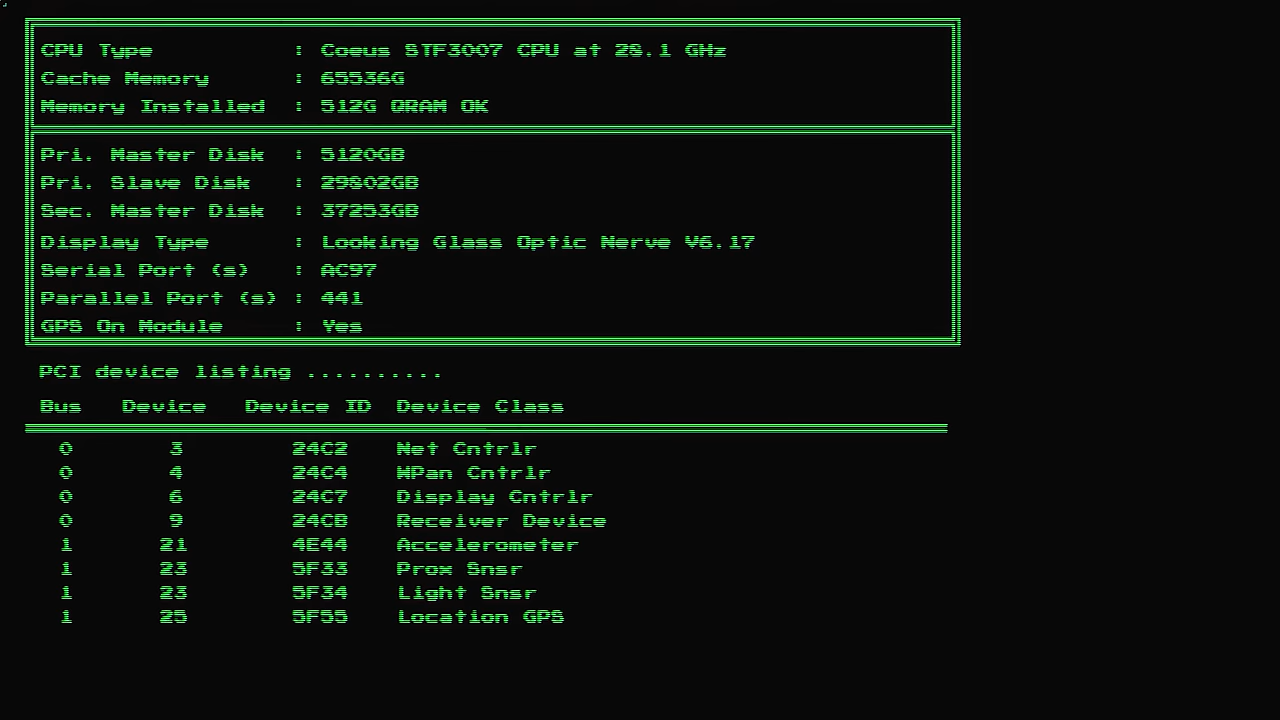 CPU Type : Coeus STF3007 CPU at 28.1 GHz
Cache Memory : 65536G
Memory Installed : 512G QRAM OK
Pri. Master Disk : 5120GB
Pri. Slave Disk : 29802GB
Sec. Master Disk : 37253GB
Display Type : Looking Glass Optic Nerve V6.17
Serial Port (s) : AC97
Parallel Port (s) : 441
GPS On Module : Yes
PCI device listing ..........
Bus Device Device ID Device Class
0 3 24C2 Net Cntrlr
0 4 24C4 WPan Cntrlr
0 6 24C7 Display Cntrlr
0 9 24CB Receiver Device
1 21 4E44 Accelerometer
1 23 5F33 Prox Snsr
1 23 5F34 Light Snsr
1 25 5F55 Location GPS